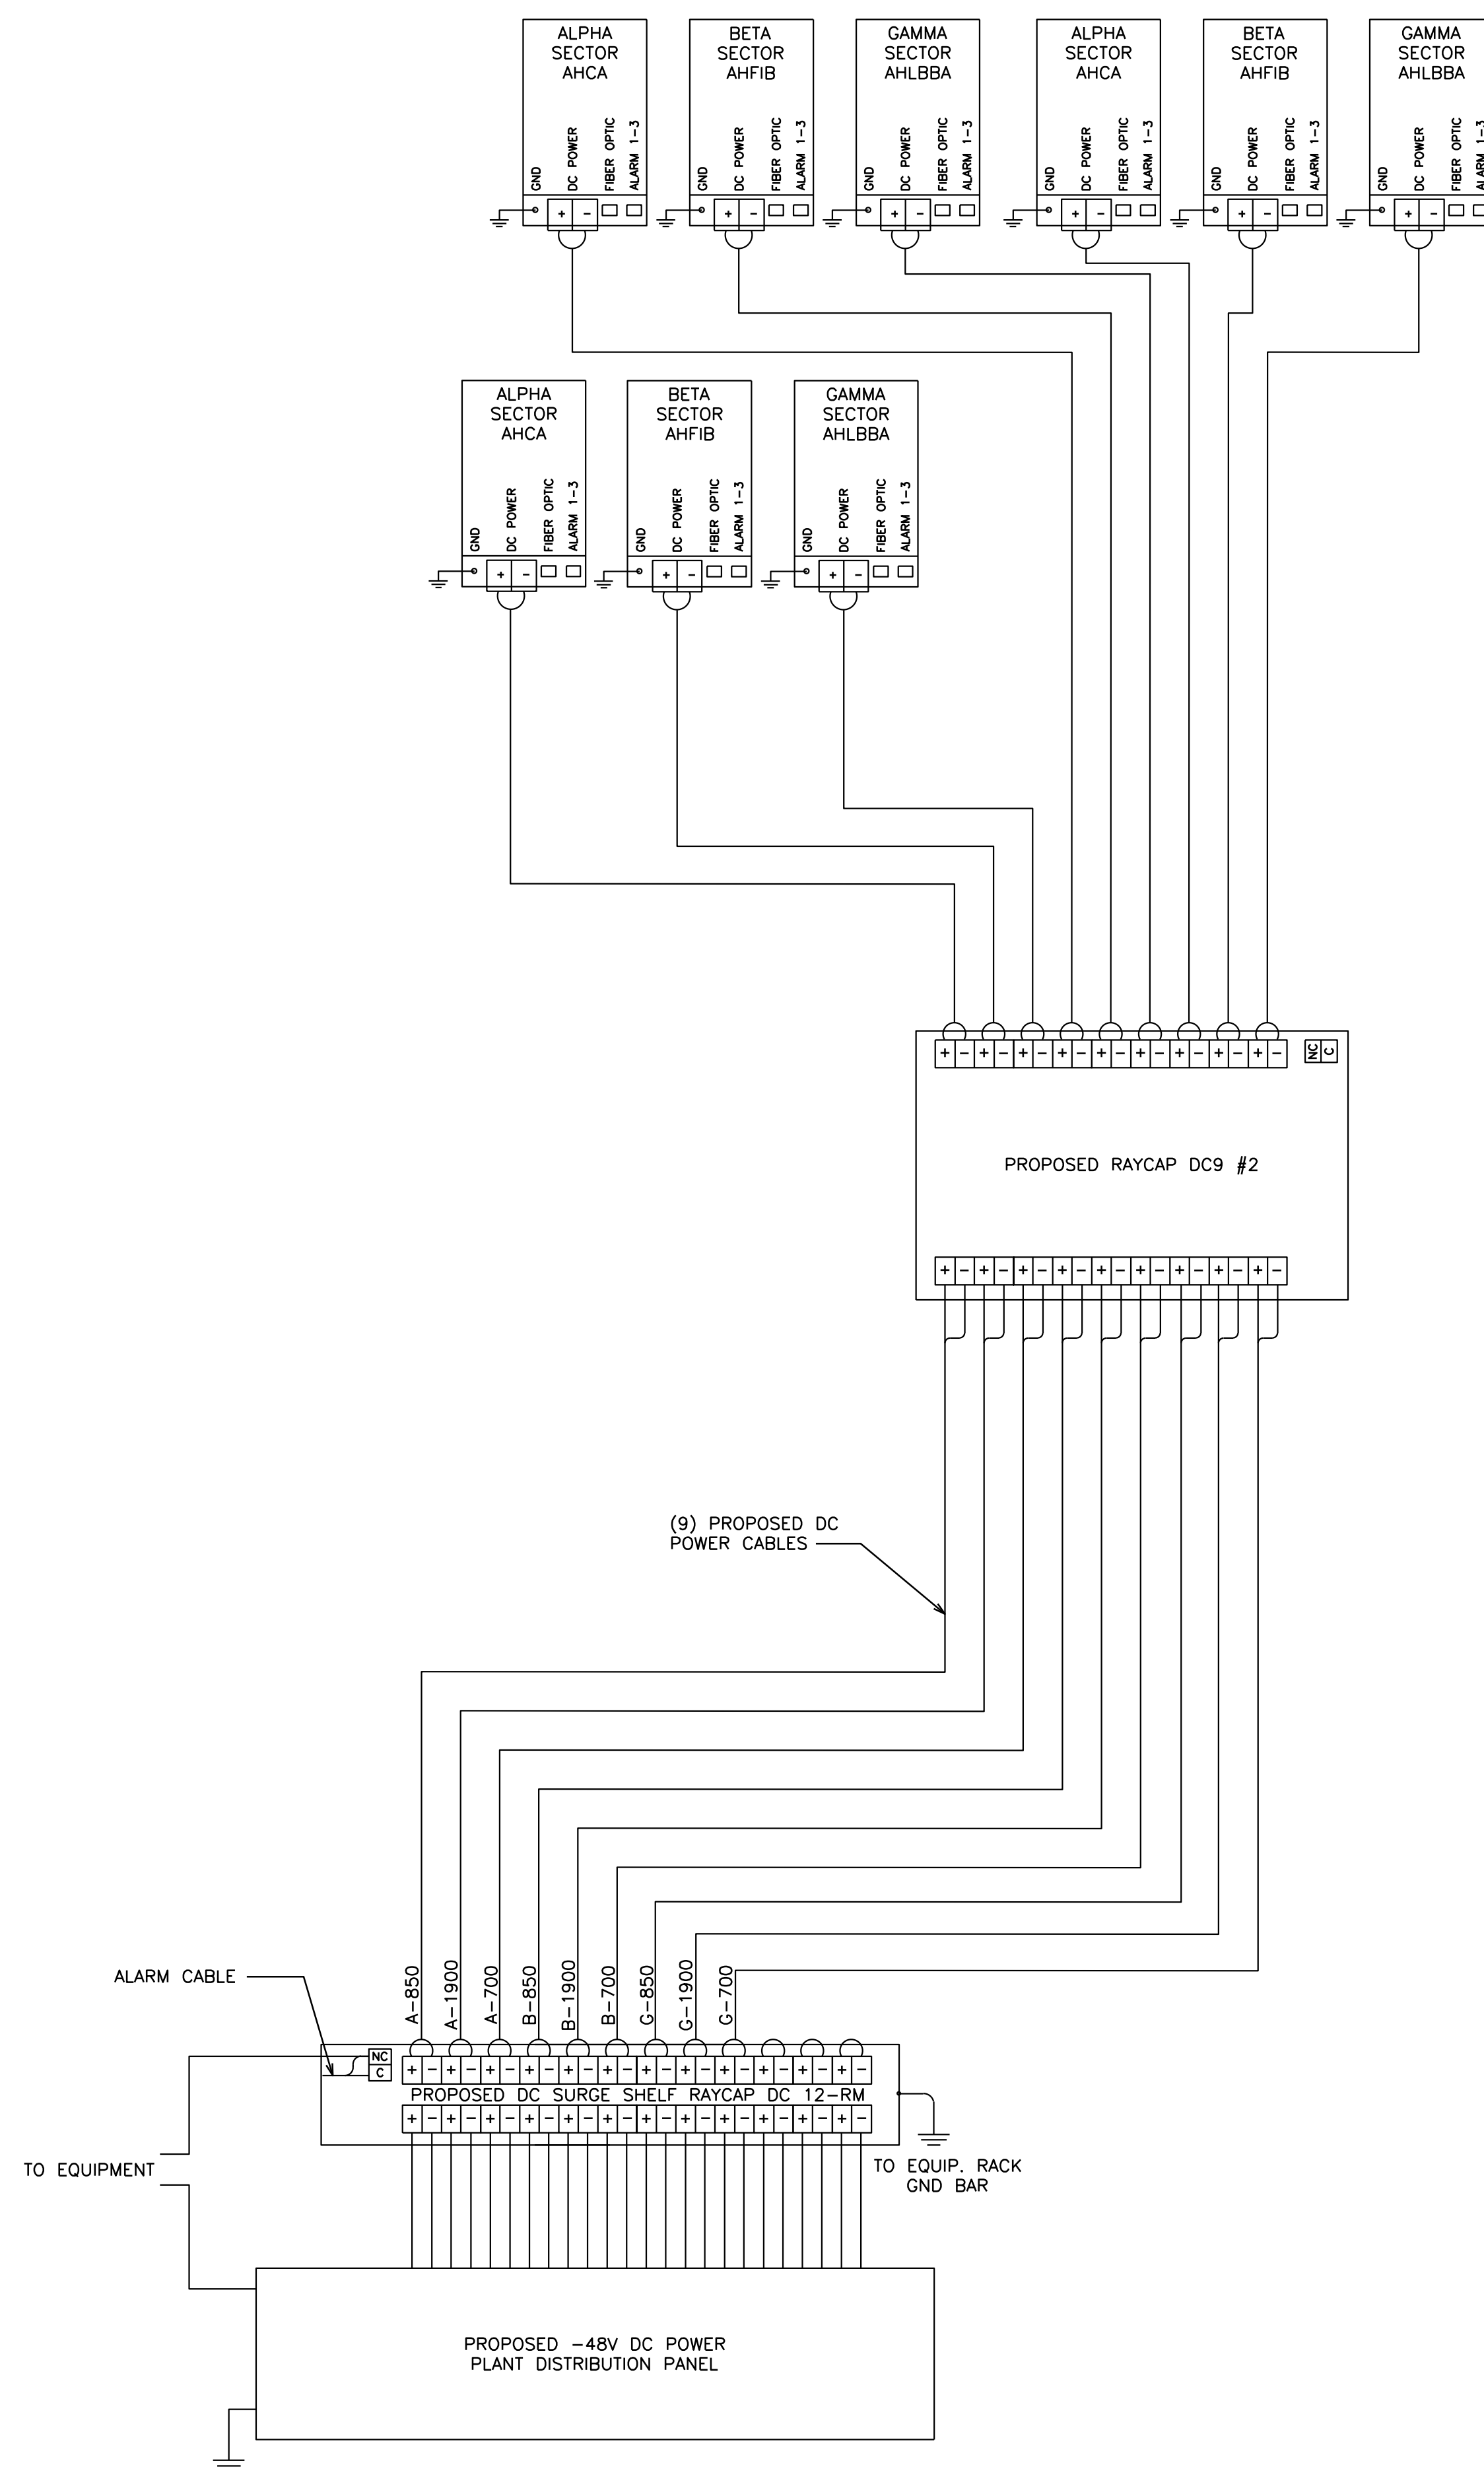 ALPHA
SECTOR
AHCA
GND
DC POWER
FIBER OPTIC
ALARM 1-3
+ -
BETA
SECTOR
AHFIB
GND
DC POWER
FIBER OPTIC
ALARM 1-3
+ -
GAMMA
SECTOR
AHLBBA
GND
DC POWER
FIBER OPTIC
ALARM 1-3
+ -
ALPHA
SECTOR
AHCA
GND
DC POWER
FIBER OPTIC
ALARM 1-3
+ -
BETA
SECTOR
AHFIB
GND
DC POWER
FIBER OPTIC
ALARM 1-3
+ -
GAMMA
SECTOR
AHLBBA
GND
DC POWER
FIBER OPTIC
ALARM 1-3
+ -
ALPHA
SECTOR
AHCA
GND
DC POWER
FIBER OPTIC
ALARM 1-3
+ -
BETA
SECTOR
AHFIB
GND
DC POWER
FIBER OPTIC
ALARM 1-3
+ -
GAMMA
SECTOR
AHLBBA
GND
DC POWER
FIBER OPTIC
ALARM 1-3
+ -
+ - + - + - + - + - + - + - + - + -
NC
C
PROPOSED RAYCAP DC9 #2
+ - + - + - + - + - + - + - + - + -
(9) PROPOSED DC
POWER CABLES
ALARM CABLE
A-850
A-1900
A-700
B-850
B-1900
B-700
G-850
G-1900
G-700
NC
C
+ - + - + - + - + - + - + - + - + - + - + - + -
PROPOSED DC SURGE SHELF RAYCAP DC 12-RM
+ - + - + - + - + - + - + - + - + - + - + - + -
TO EQUIPMENT
TO EQUIP. RACK
GND BAR
PROPOSED -48V DC POWER
PLANT DISTRIBUTION PANEL